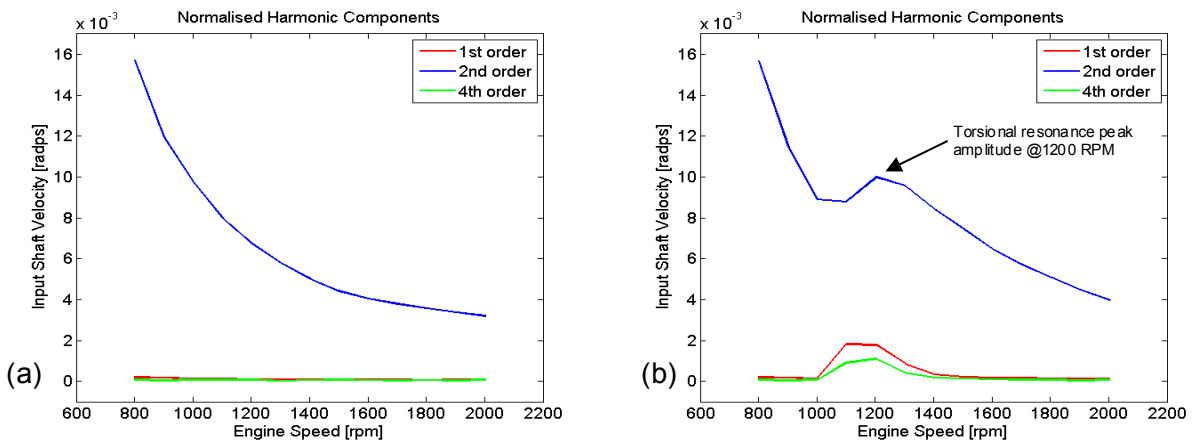 Normalised Harmonic Components
x 10⁻³
16
14
12
10
8
6
4
2
0
Input Shaft Velocity [radps]
1st order
2nd order
4th order
600 800 1000 1200 1400 1600 1800 2000 2200
Engine Speed [rpm]
(a)
Normalised Harmonic Components
x 10⁻³
16
14
12
10
8
6
4
2
0
Input Shaft Velocity [radps]
1st order
2nd order
4th order
Torsional resonance peak
amplitude @1200 RPM
600 800 1000 1200 1400 1600 1800 2000 2200
Engine Speed [rpm]
(b)